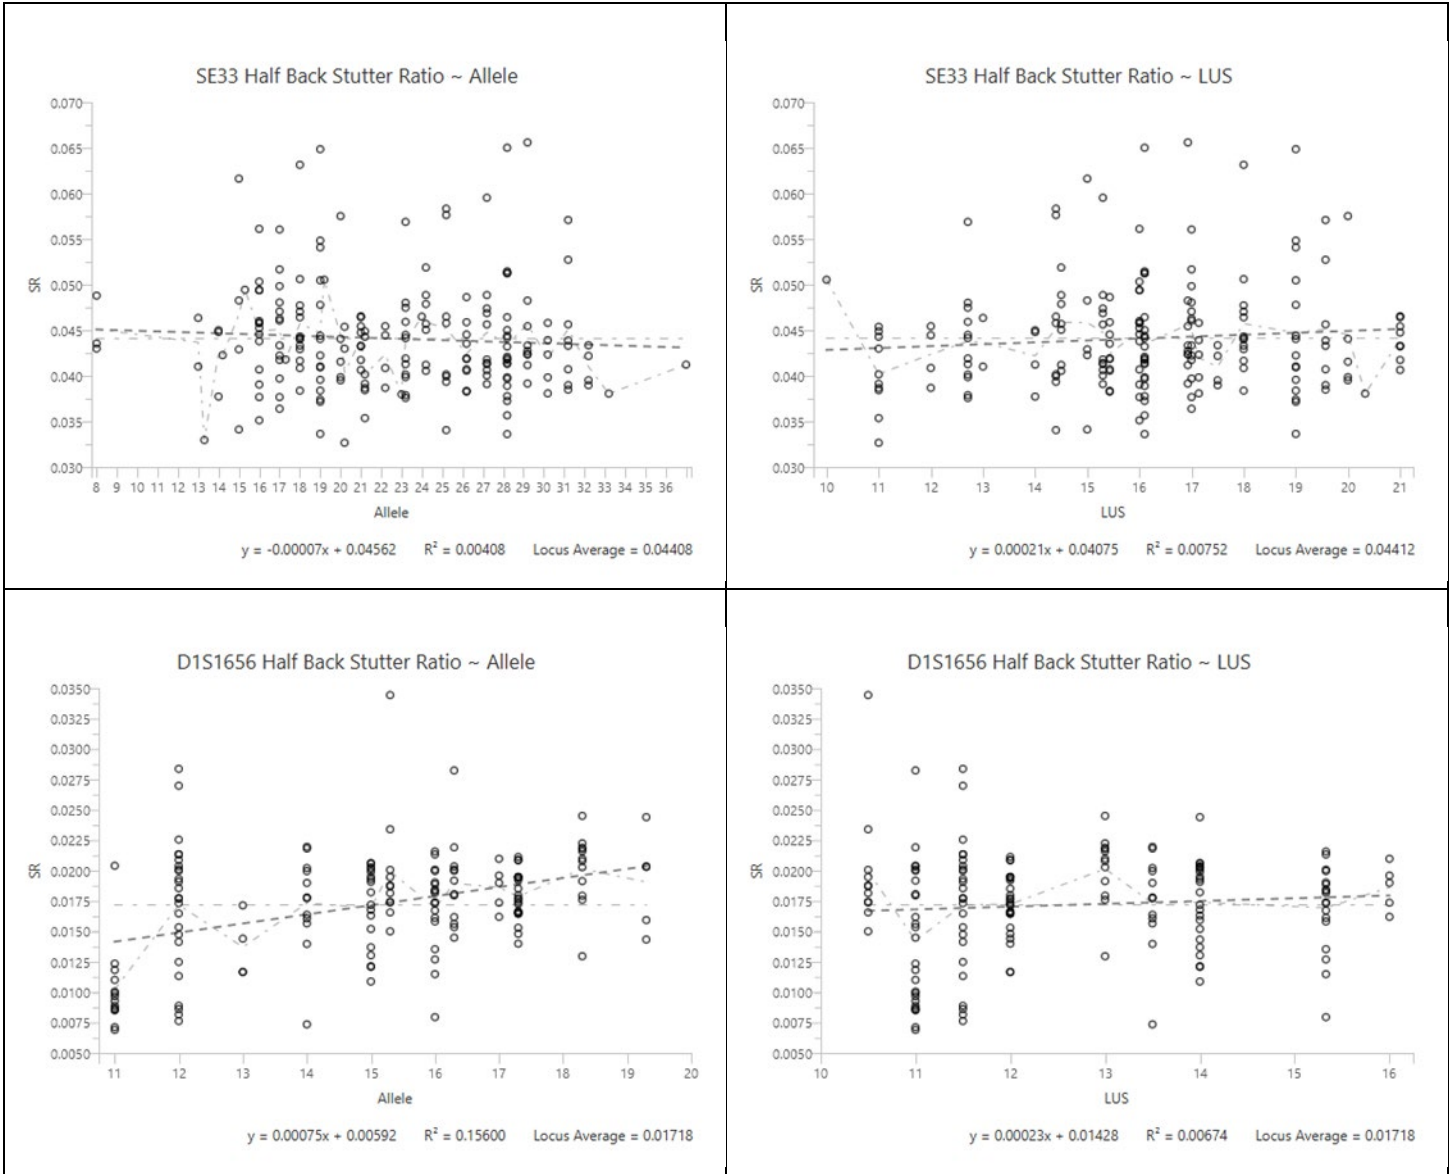 SE33 Half Back Stutter Ratio ~ Allele
0.070
0.065
0.060
0.055
0.050
0.045
0.040
0.035
0.030
SR
8 9 10 11 12 13 14 15 16 17 18 19 20 21 22 23 24 25 26 27 28 29 30 31 32 33 34 35 36
Allele
y = -0.00007x + 0.04562 R² = 0.00408 Locus Average = 0.04408
SE33 Half Back Stutter Ratio ~ LUS
0.070
0.065
0.060
0.055
0.050
0.045
0.040
0.035
0.030
SR
10 11 12 13 14 15 16 17 18 19 20 21
LUS
y = 0.00021x + 0.04075 R² = 0.00752 Locus Average = 0.04412
D1S1656 Half Back Stutter Ratio ~ Allele
0.0350
0.0325
0.0300
0.0275
0.0250
0.0225
0.0200
0.0175
0.0150
0.0125
0.0100
0.0075
0.0050
SR
11 12 13 14 15 16 17 18 19 20
Allele
y = 0.00075x + 0.00592 R² = 0.15600 Locus Average = 0.01718
D1S1656 Half Back Stutter Ratio ~ LUS
0.0350
0.0325
0.0300
0.0275
0.0250
0.0225
0.0200
0.0175
0.0150
0.0125
0.0100
0.0075
0.0050
SR
10 11 12 13 14 15 16
LUS
y = 0.00023x + 0.01428 R² = 0.00674 Locus Average = 0.01718